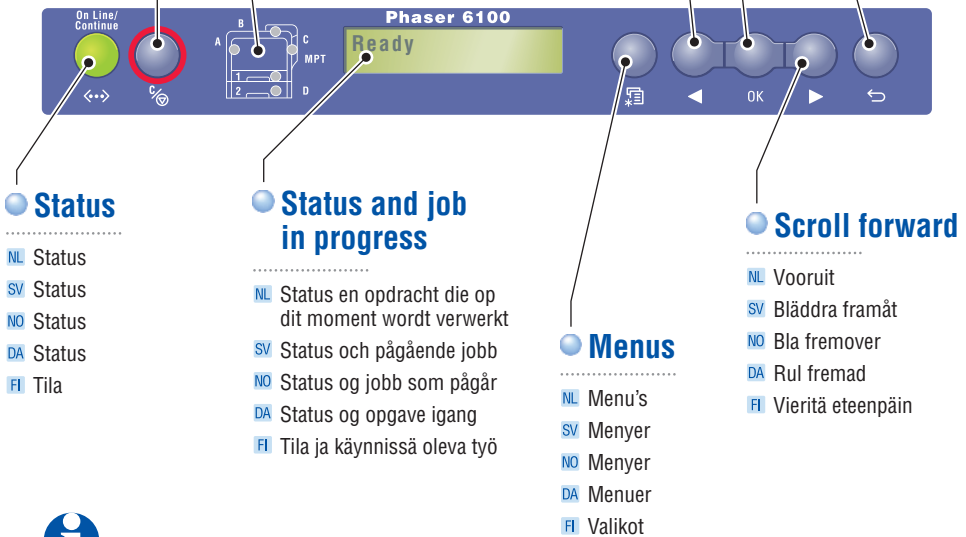 On Line/
Continue
Phaser 6100
Ready
A
B
C
MPT
1
2
D
C
OK
Status
NL Status
SV Status
NO Status
DA Status
FI Tila
Status and job
in progress
NL Status en opdracht die op
dit moment wordt verwerkt
SV Status och pågående jobb
NO Status og jobb som pågår
DA Status og opgave igang
FI Tila ja käynnissä oleva työ
Menus
NL Menu's
SV Menyer
NO Menyer
DA Menuer
FI Valikot
Scroll forward
NL Vooruit
SV Bläddra framåt
NO Bla fremover
DA Rul fremad
FI Vieritä eteenpäin